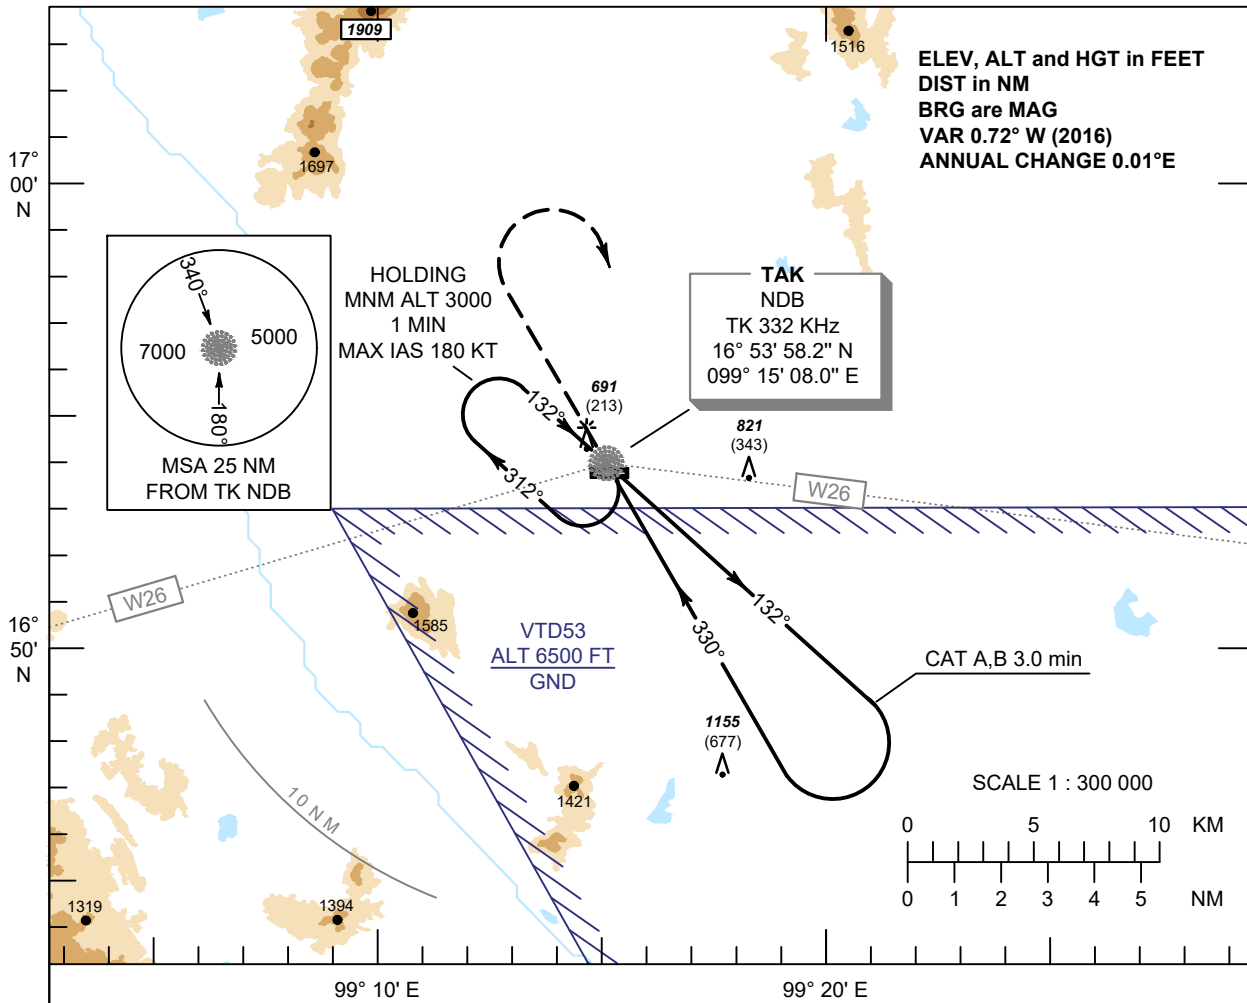 1909
1516
ELEV, ALT and HGT in FEET
DIST in NM
BRG are MAG
VAR 0.72° W (2016)
ANNUAL CHANGE 0.01°E
1697
17°
00'
N
340°
7000
5000
180°
MSA 25 NM
FROM TK NDB
HOLDING
MNM ALT 3000
1 MIN
MAX IAS 180 KT
TAK
NDB
TK 332 KHz
16° 53' 58.2" N
099° 15' 08.0" E
691
(213)
132°
312°
821
(343)
W26
W26
1585
16°
50'
N
VTD53
ALT 6500 FT
GND
132°
330°
CAT A,B 3.0 min
1155
(677)
1421
10 NM
SCALE 1 : 300 000
0 5 10 KM
0 1 2 3 4 5 NM
1319
1394
99° 10' E
99° 20' E